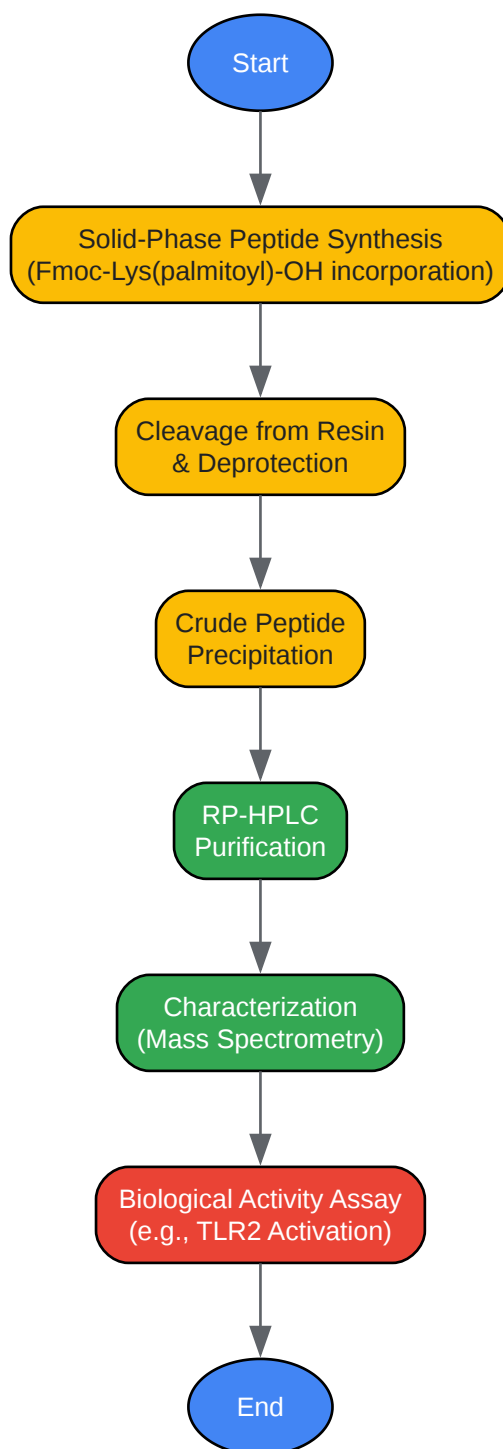 Start
Solid-Phase Peptide Synthesis
(Fmoc-Lys(palmitoyl)-OH incorporation)
Cleavage from Resin
& Deprotection
Crude Peptide
Precipitation
RP-HPLC
Purification
Characterization
(Mass Spectrometry)
Biological Activity Assay
(e.g., TLR2 Activation)
End